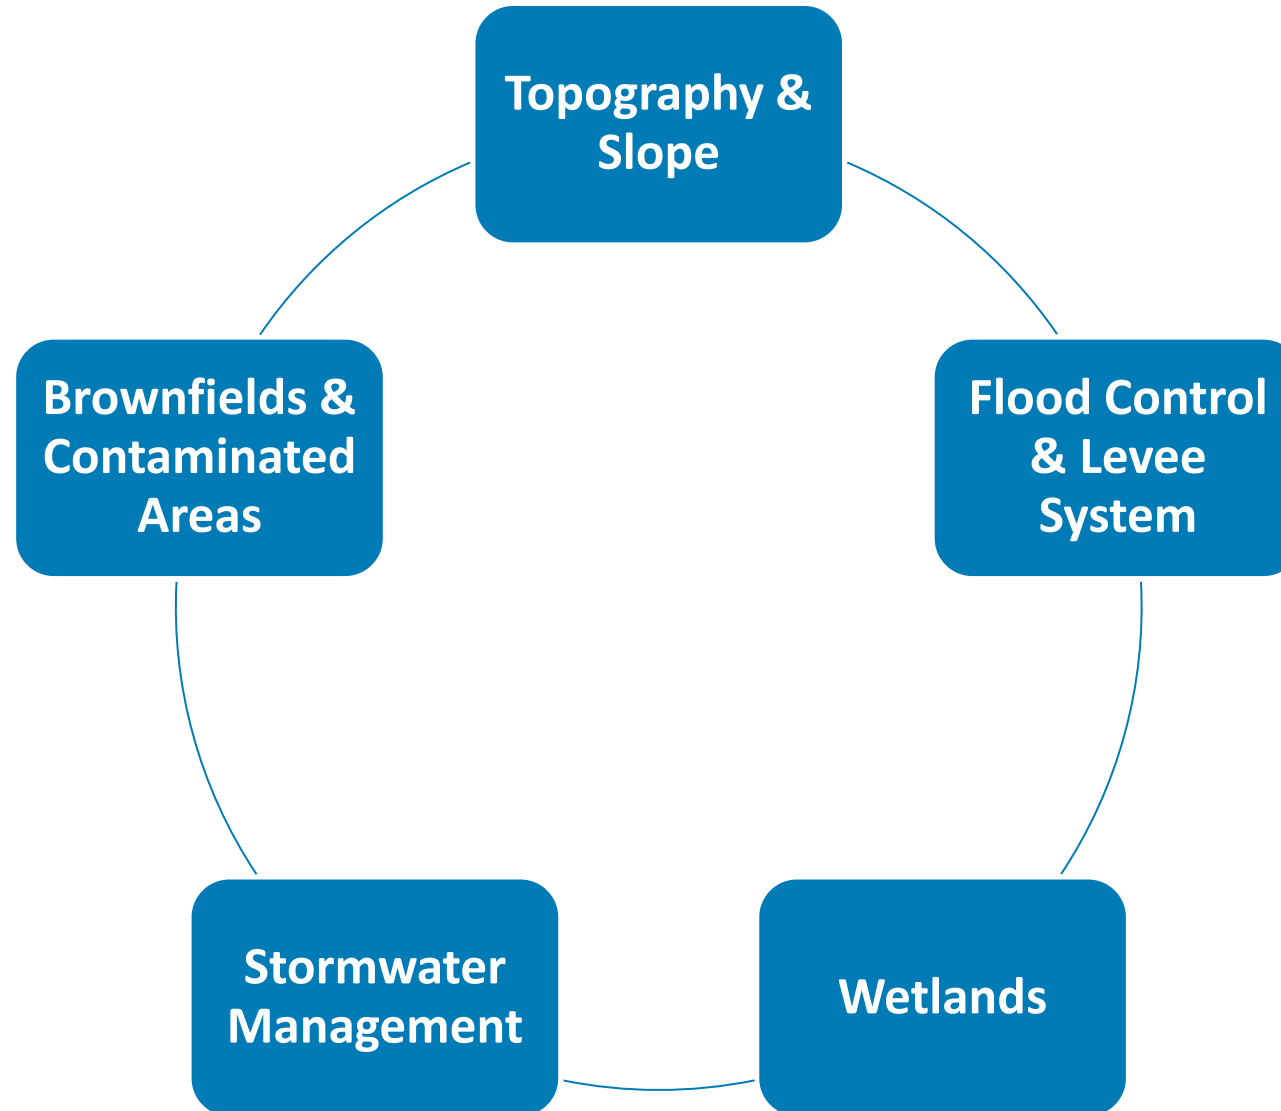 Topography &
Slope
Flood Control
& Levee
System
Wetlands
Stormwater
Management
Brownfields &
Contaminated
Areas